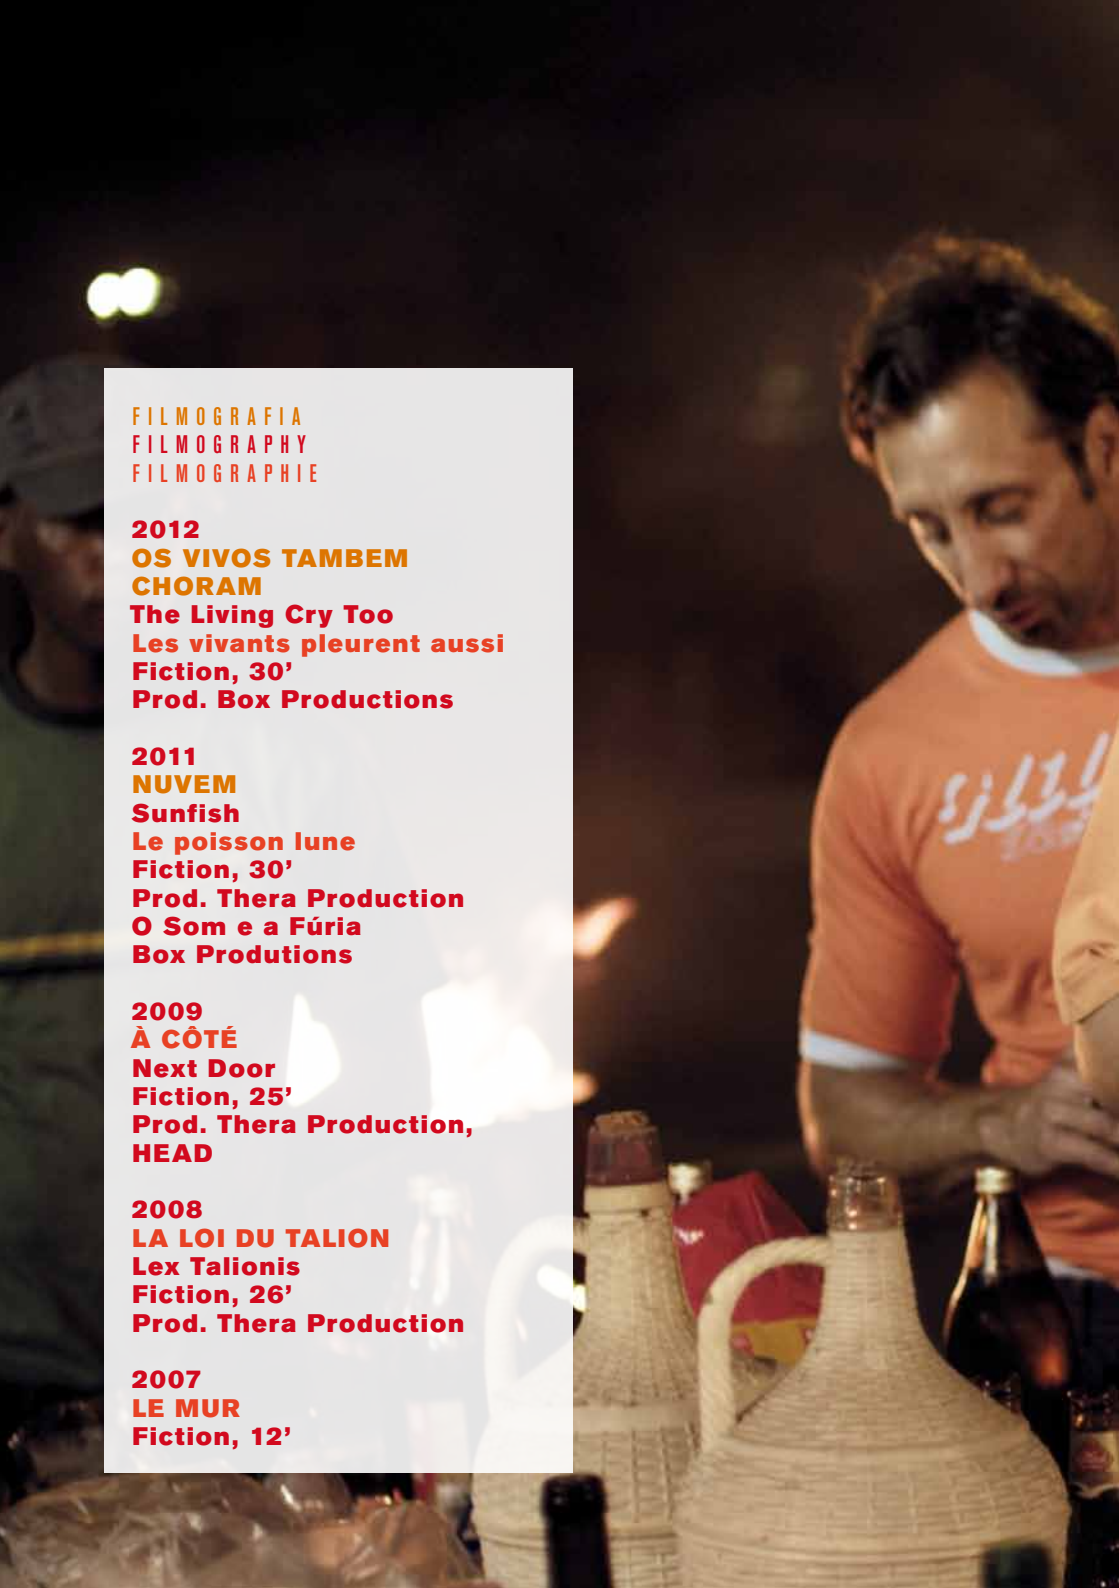 FILMOGRAFIA
FILMOGRAPHY
FILMOGRAPHIE
2012
OS VIVOS TAMBEM
CHORAM
The Living Cry Too
Les vivants pleurent aussi
Fiction, 30’
Prod. Box Productions
2011
NUVEM
Sunfish
Le poisson lune
Fiction, 30’
Prod. Thera Production
O Som e a Fúria
Box Produtions
2009
À CÔTÉ
Next Door
Fiction, 25’
Prod. Thera Production,
HEAD
2008
LA LOI DU TALION
Lex Talionis
Fiction, 26’
Prod. Thera Production
2007
LE MUR
Fiction, 12’